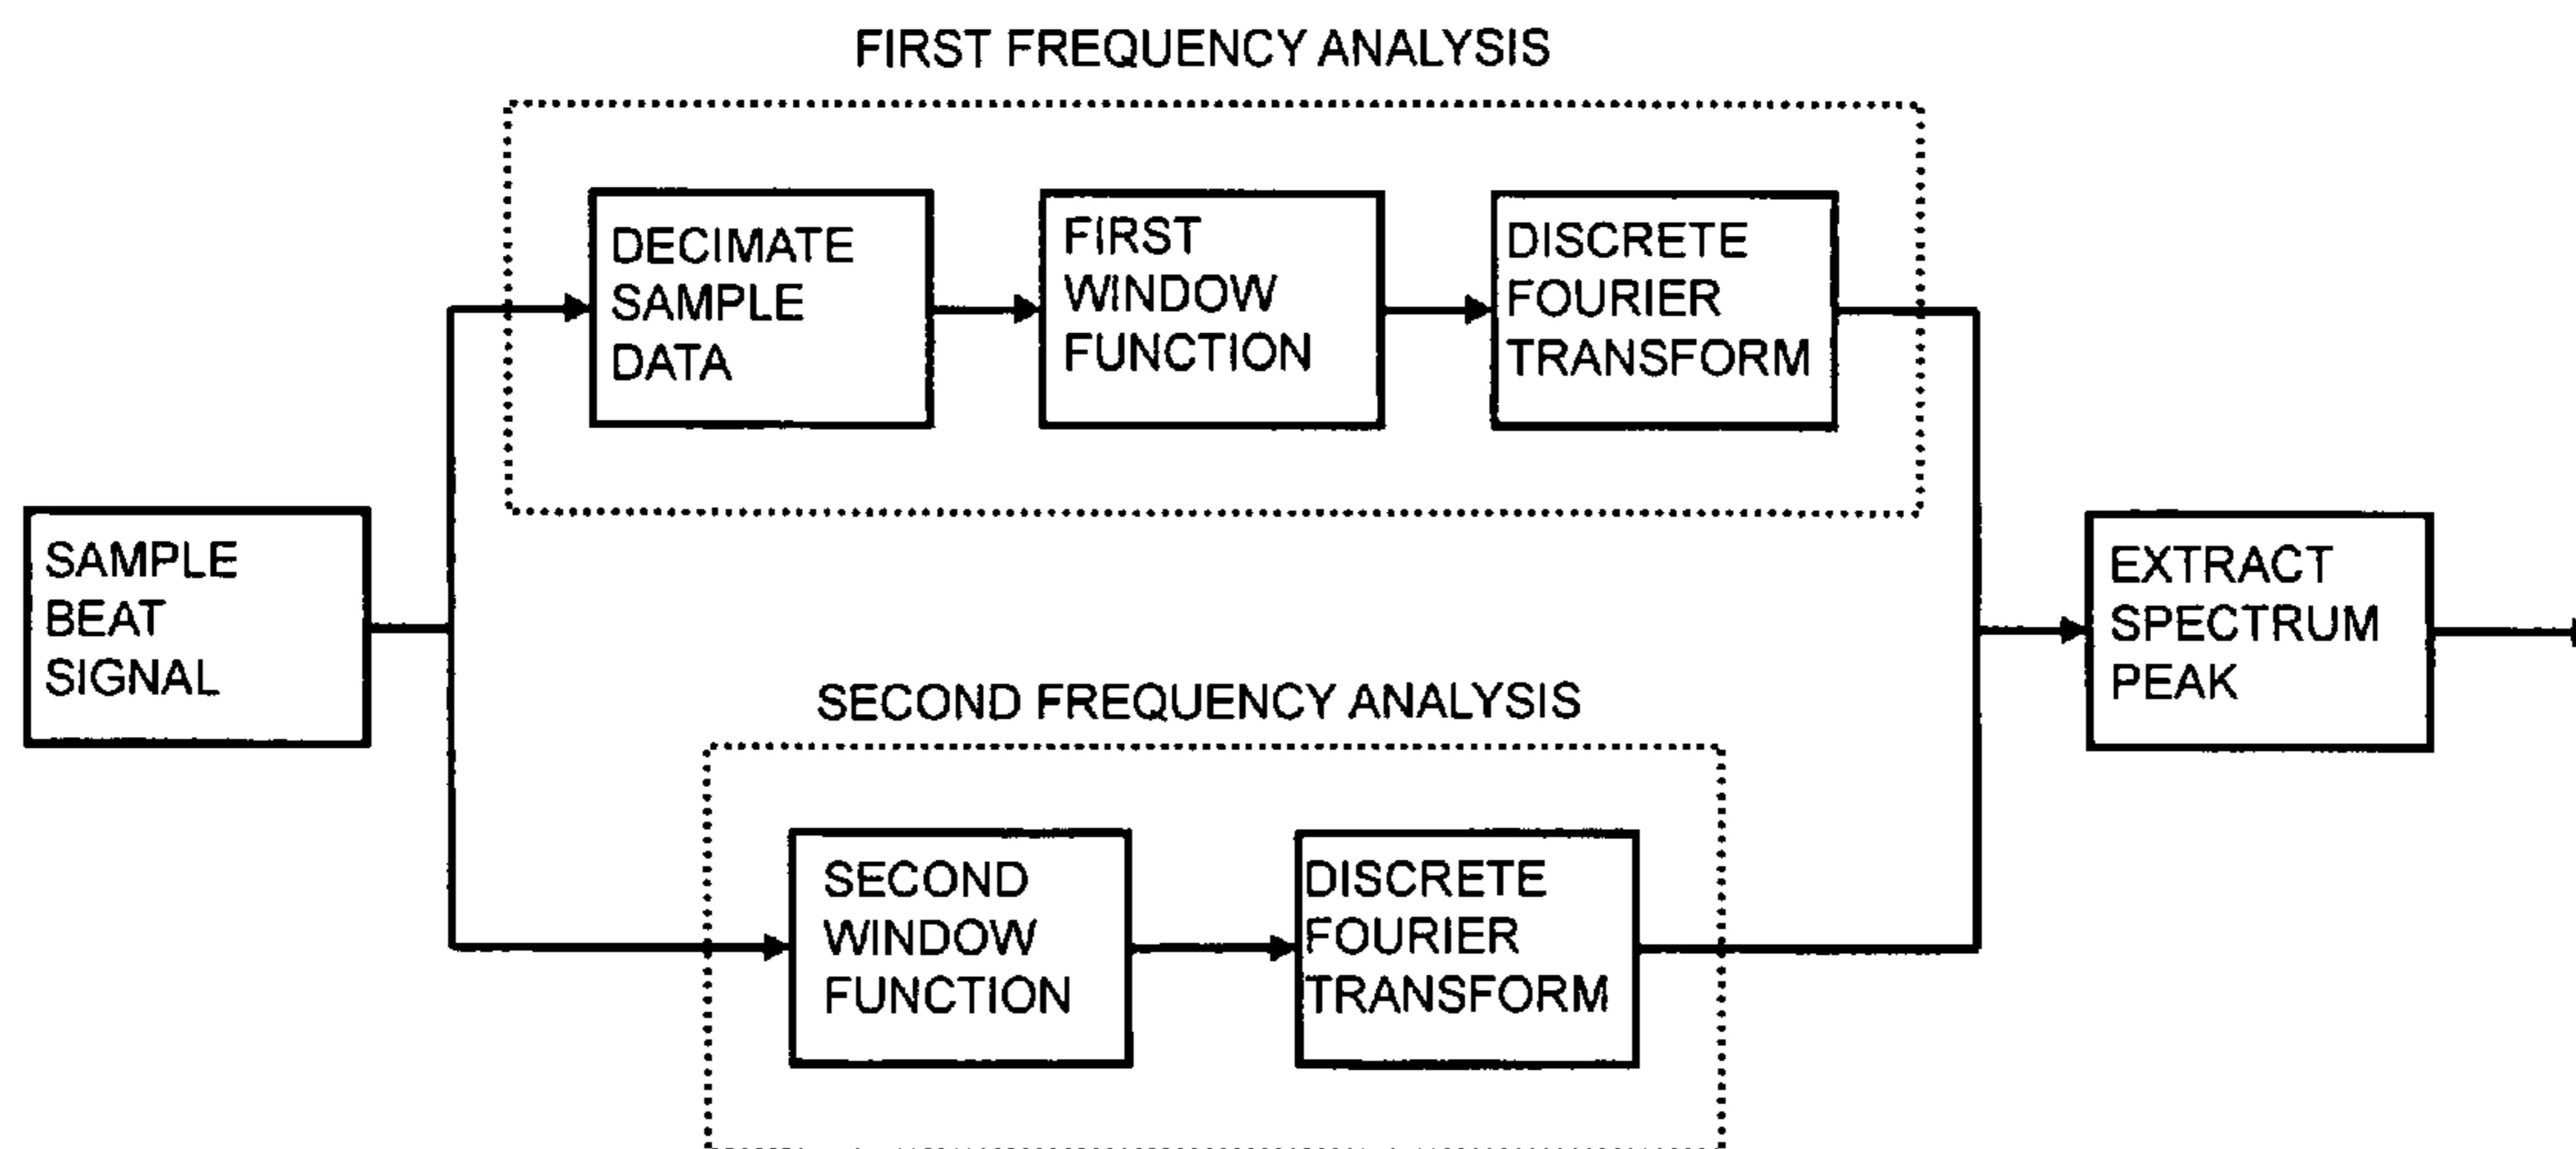 FIRST FREQUENCY ANALYSIS
DECIMATE
SAMPLE
DATA
FIRST
WINDOW
FUNCTION
DISCRETE
FOURIER
TRANSFORM
SAMPLE
BEAT
SIGNAL
EXTRACT
SPECTRUM
PEAK
SECOND FREQUENCY ANALYSIS
SECOND
WINDOW
FUNCTION
DISCRETE
FOURIER
TRANSFORM